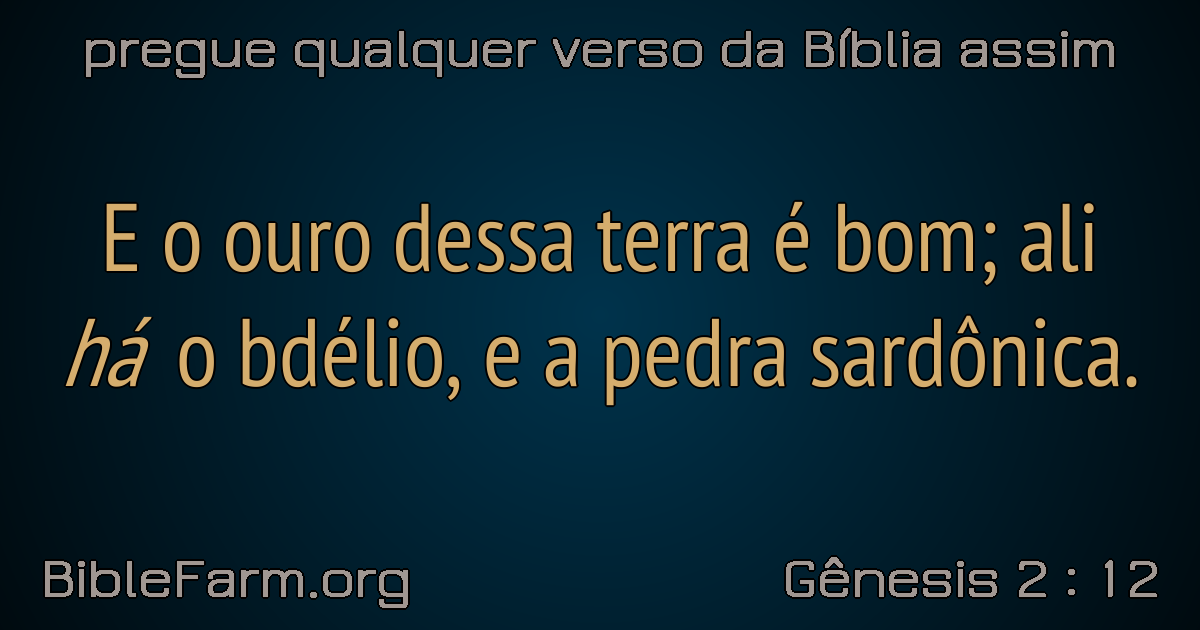 pregue qualquer verso da Bíblia assim
E o ouro dessa terra é bom; ali
há o bdélio, e a pedra sardônica.
BibleFarm.org
Gênesis 2 : 12